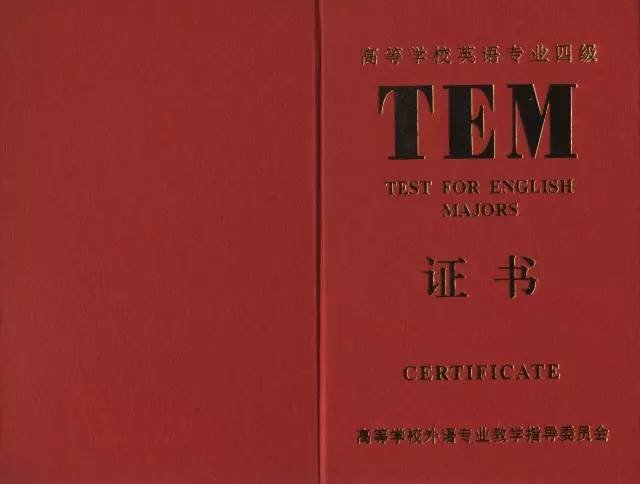 高等学校英语专业四级
TEM
TEST FOR ENGLISH
MAJORS
证书
CERTIFICATE
高等学校外语专业教学指导委员会